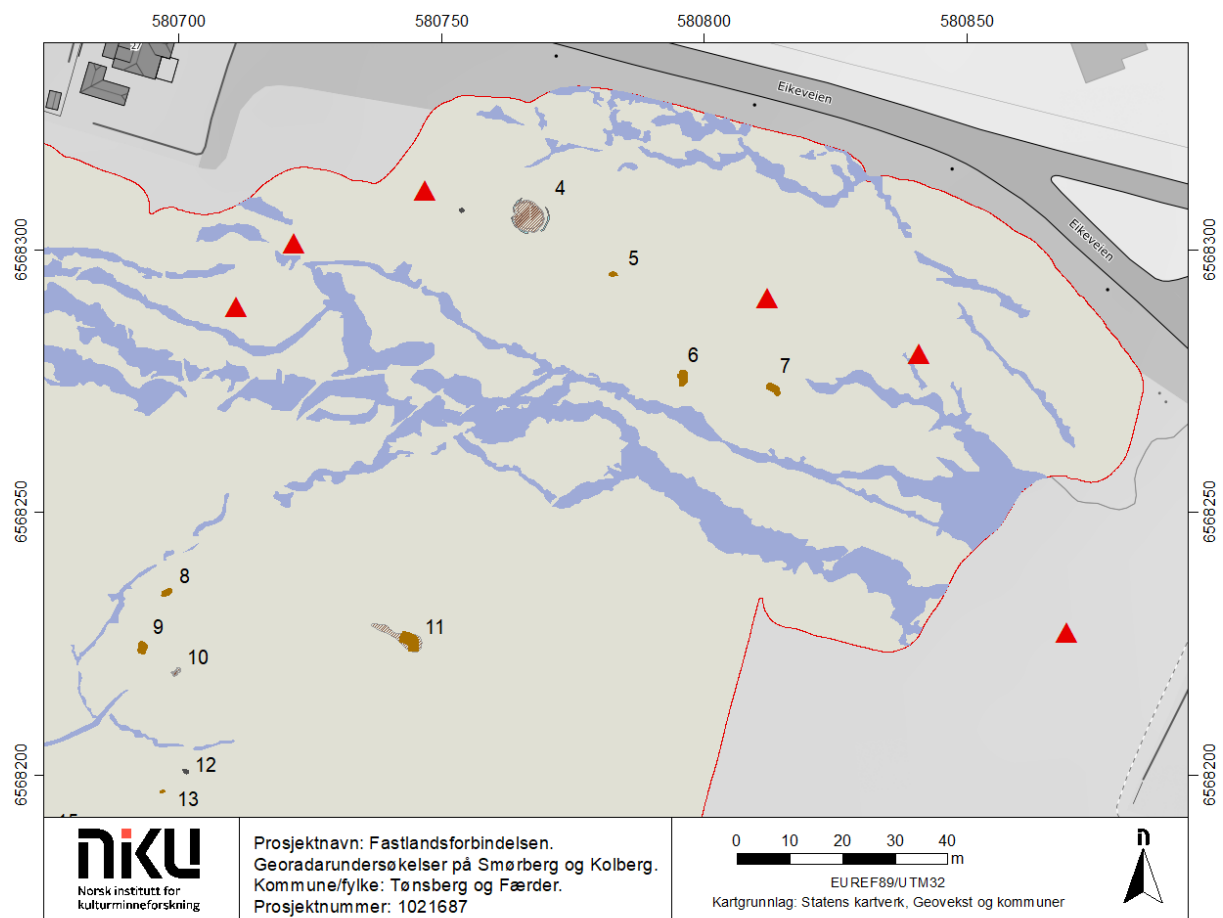 580700 580750 580800 580850
27
Eikeveien
Eikeveien
4
6568300 6568300
5
6
7
6568250 6568250
8
9
11
10
6568200 6568200
12
13
NIKU
Norsk institutt for
kulturminneforskning
Prosjektnavn: Fastlandsforbindelsen.
Georadarundersøkelser på Smørberg og Kolberg.
Kommune/fylke: Tønsberg og Færder.
Prosjektnummer: 1021687
0 10 20 30 40
m
EUREF89/UTM32
Kartgrunnlag: Statens kartverk, Geovekst og kommuner
n